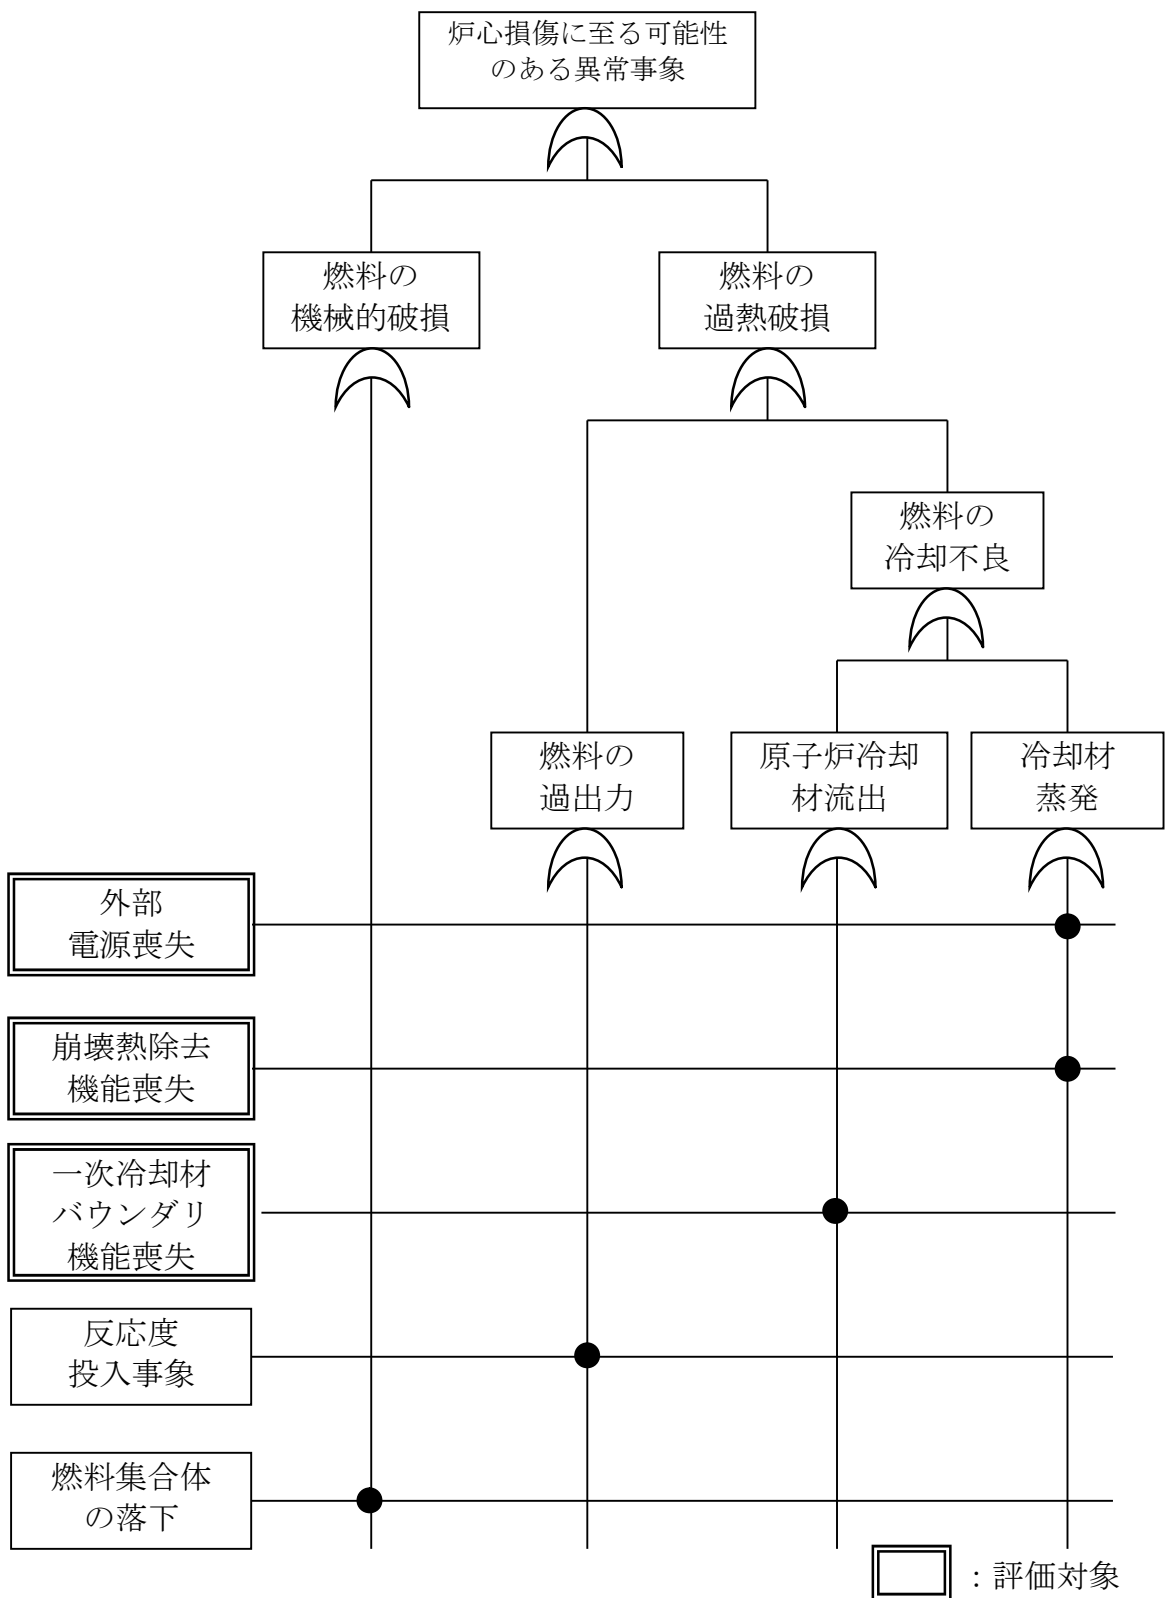 炉心損傷に至る可能性
のある異常事象
燃料の
機械的破損
燃料の
過熱破損
燃料の
冷却不良
燃料の
過出力
原子炉冷却
材流出
冷却材
蒸発
外部
電源喪失
崩壊熱除去
機能喪失
一次冷却材
バウンダリ
機能喪失
反応度
投入事象
燃料集合体
の落下
：評価対象